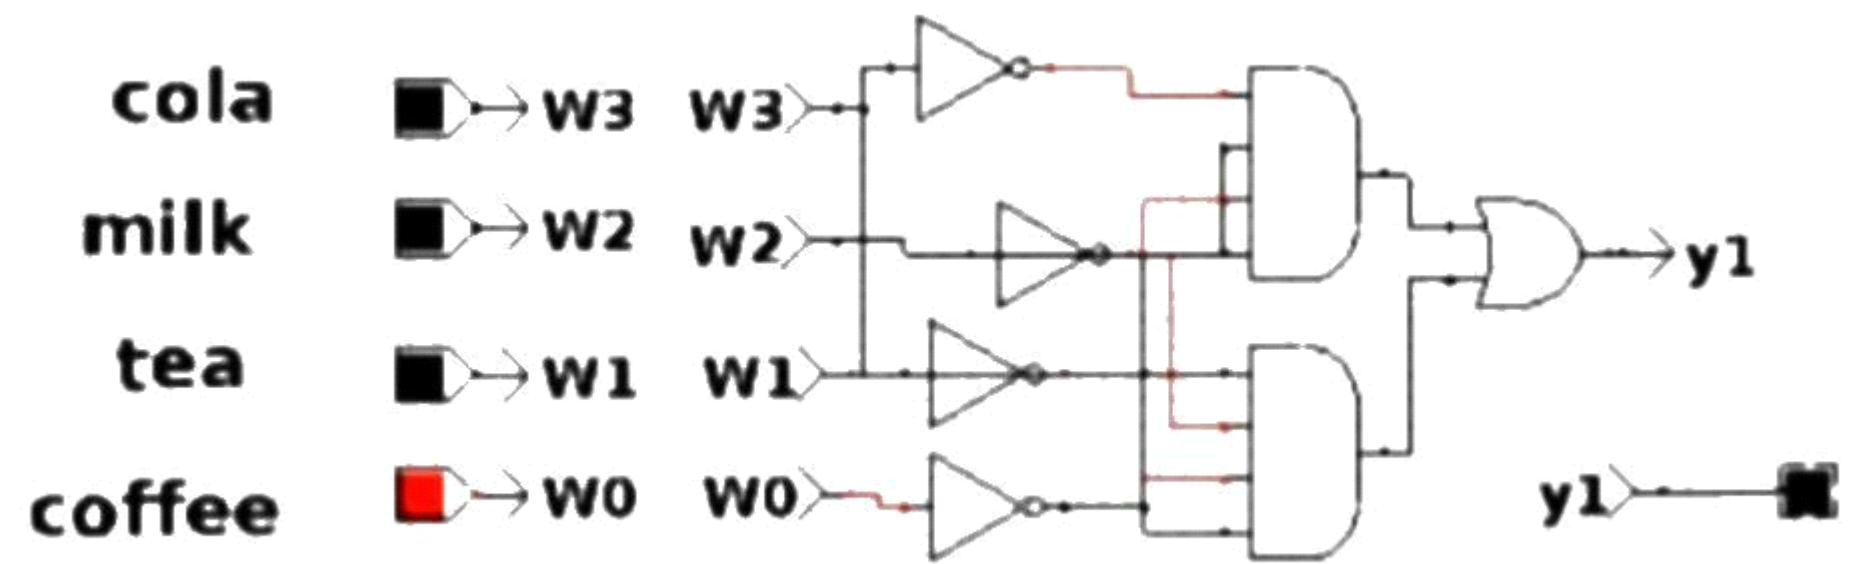 cola W3 W3
milk W2 W2
y1
tea W1 W1
coffee W0 W0
y1